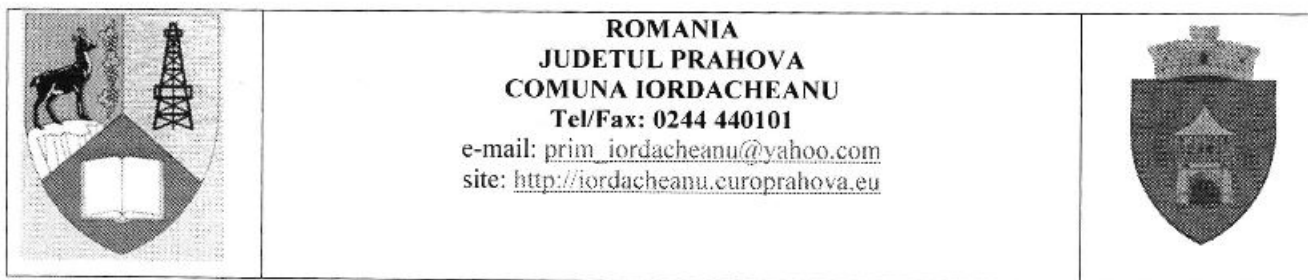 ROMANIA
JUDETUL PRAHOVA
COMUNA IORDACHEANU
Tel/Fax: 0244 440101
e-mail: prim_iordacheanu@yahoo.com
site: http://iordacheanu.europrahova.eu